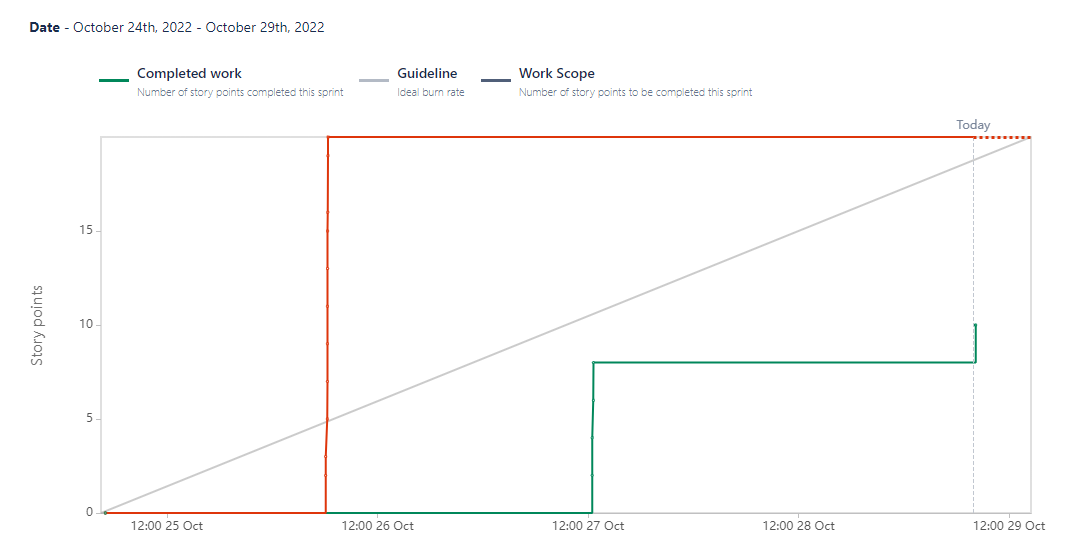 Date - October 24th, 2022 - October 29th, 2022
Completed work Guideline Work Scope
Number of story points completed this sprint Ideal burn rate Number of story points to be completed this sprint
Today
15
10
5
0
Story points
12:00 25 Oct 12:00 26 Oct 12:00 27 Oct 12:00 28 Oct 12:00 29 Oct